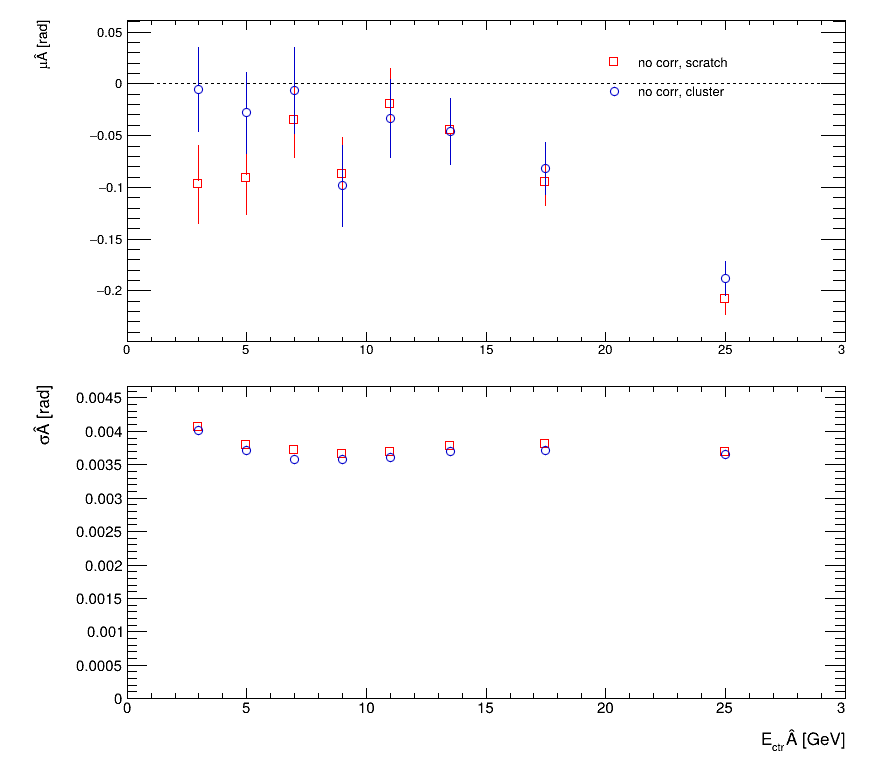 μÂ [rad]
0.05
0
−0.05
−0.1
−0.15
−0.2
no corr, scratch
no corr, cluster
0 5 10 15 20 25 3
σÂ [rad]
0.0045
0.004
0.0035
0.003
0.0025
0.002
0.0015
0.001
0.0005
0
0 5 10 15 20 25 3
EctrÂ [GeV]